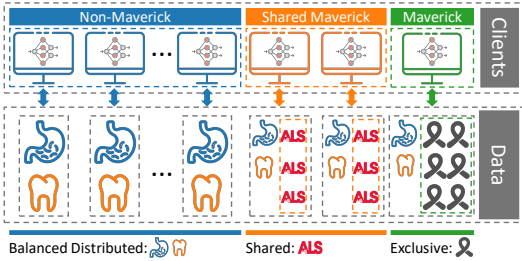 Non-Maverick Shared Maverick Maverick
Clients
...
Data
ALS ALS
ALS ALS
ALS ALS
...
Balanced Distributed: Shared: ALS Exclusive: